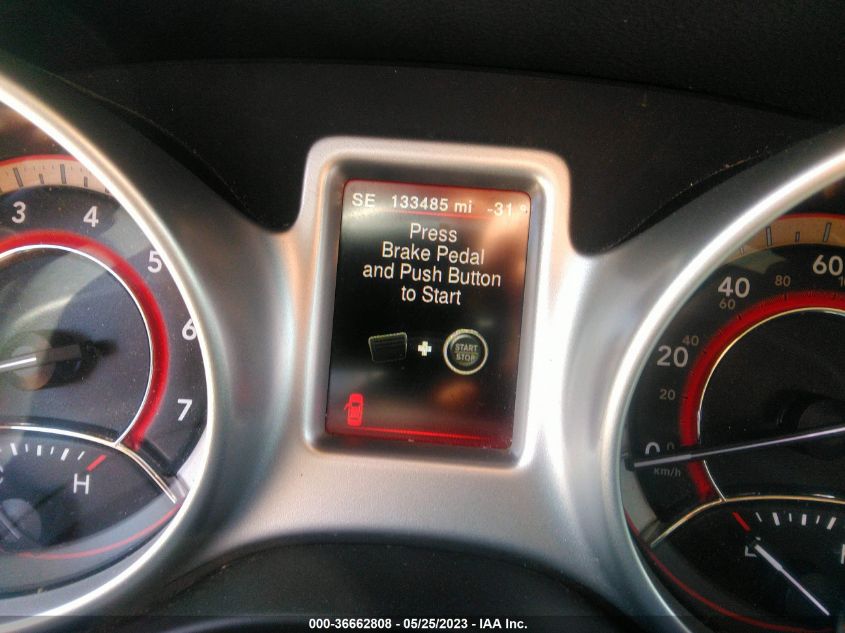 SE 133485 mi -31 °
Press
Brake Pedal
and Push Button
to Start
START
STOP
3
4
5
6
7
H
60
40
80
60
20
40
20
0
0
km/h
000-36662808 - 05/25/2023 - IAA Inc.